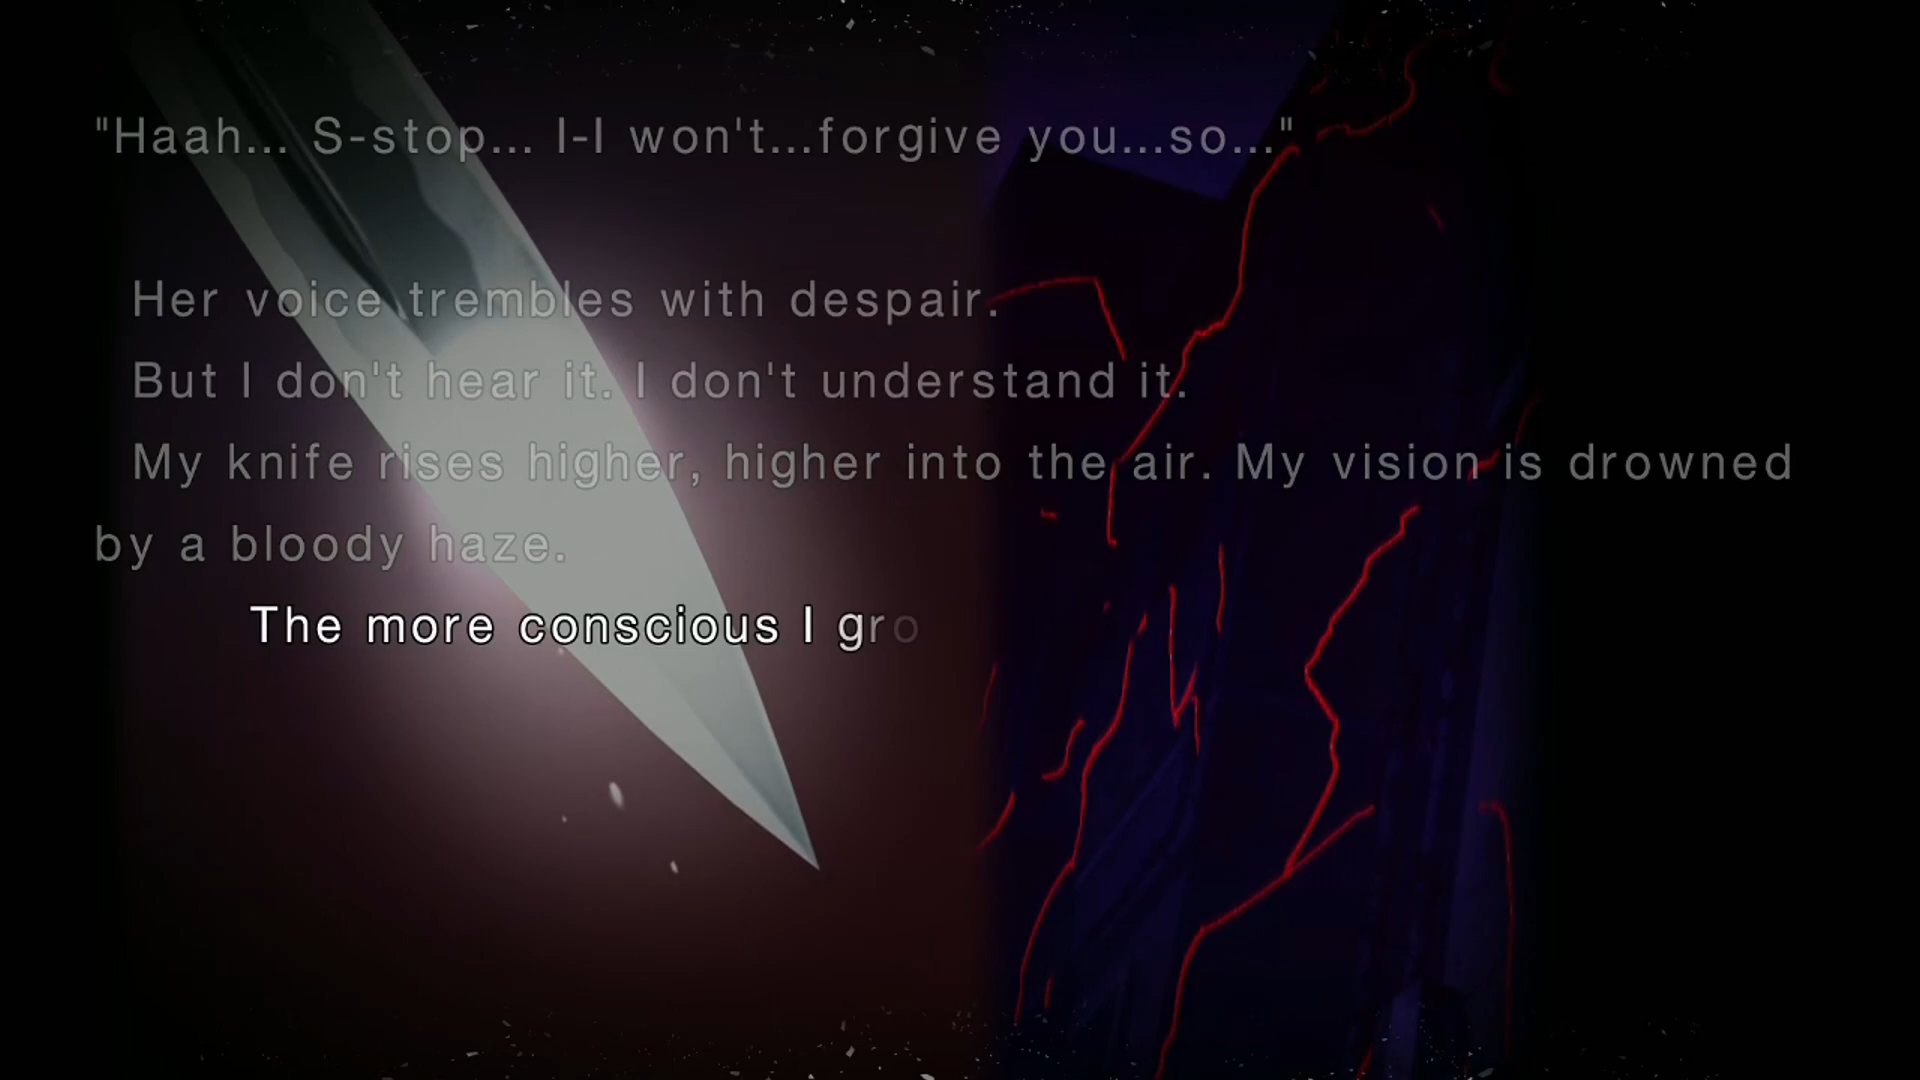 "Haah... S-stop... I-I won't...forgive you...so..."
Her voice trembles with despair.
But I don't hear it. I don't understand it.
My knife rises higher, higher into the air. My vision is drowned
by a bloody haze.
The more conscious I gro